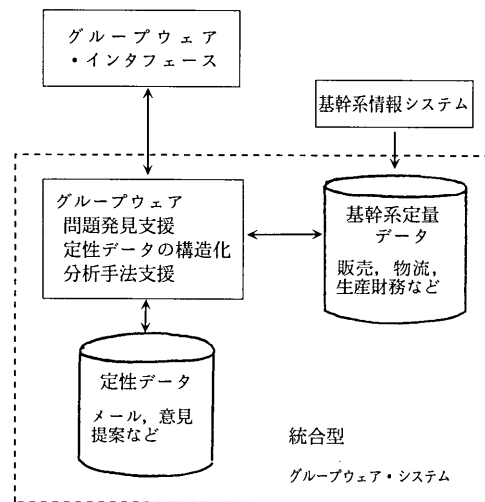 グループウェア
・インタフェース
基幹系情報システム
グループウェア
問題発見支援
定性データの構造化
分析手法支援
基幹系定量
データ
販売，物流，
生産財務など
定性データ
メール，意見
提案など
統合型
グループウェア・システム